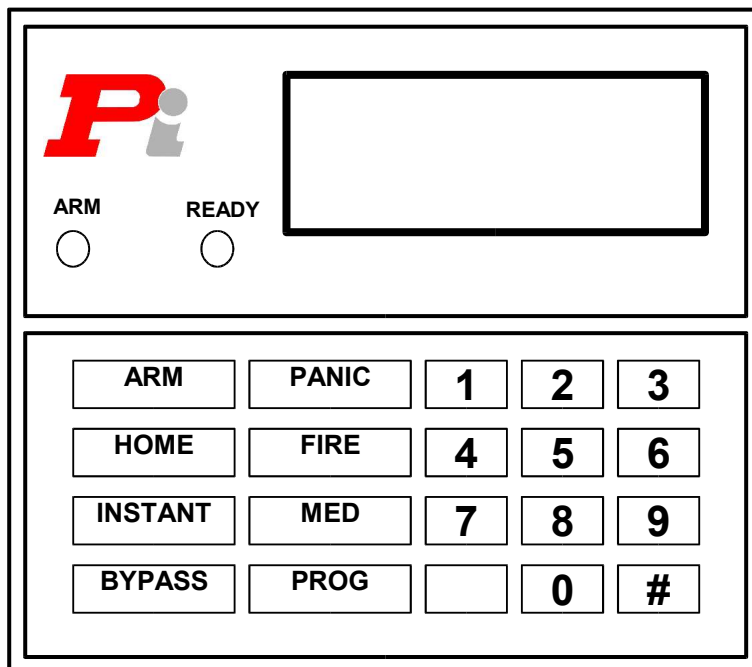 Pi
ARM READY
ARM PANIC 1 2 3
HOME FIRE 4 5 6
INSTANT MED 7 8 9
BYPASS PROG 0 #